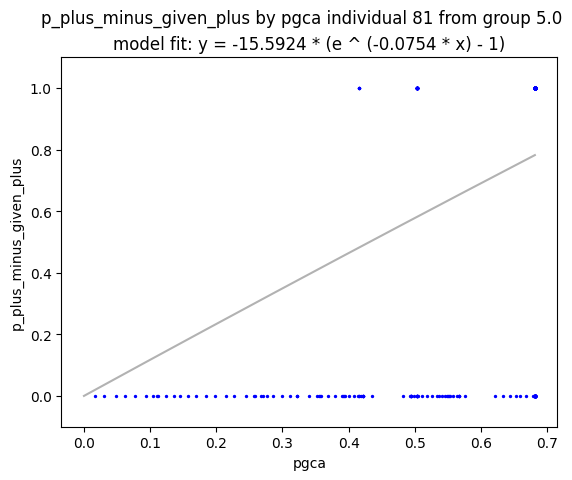 p_plus_minus_given_plus by pgca individual 81 from group 5.0
model fit: y = -15.5924 * (e ^ (-0.0754 * x) - 1)
p_plus_minus_given_plus
1.0
0.8
0.6
0.4
0.2
0.0
0.0 0.1 0.2 0.3 0.4 0.5 0.6 0.7
pgca